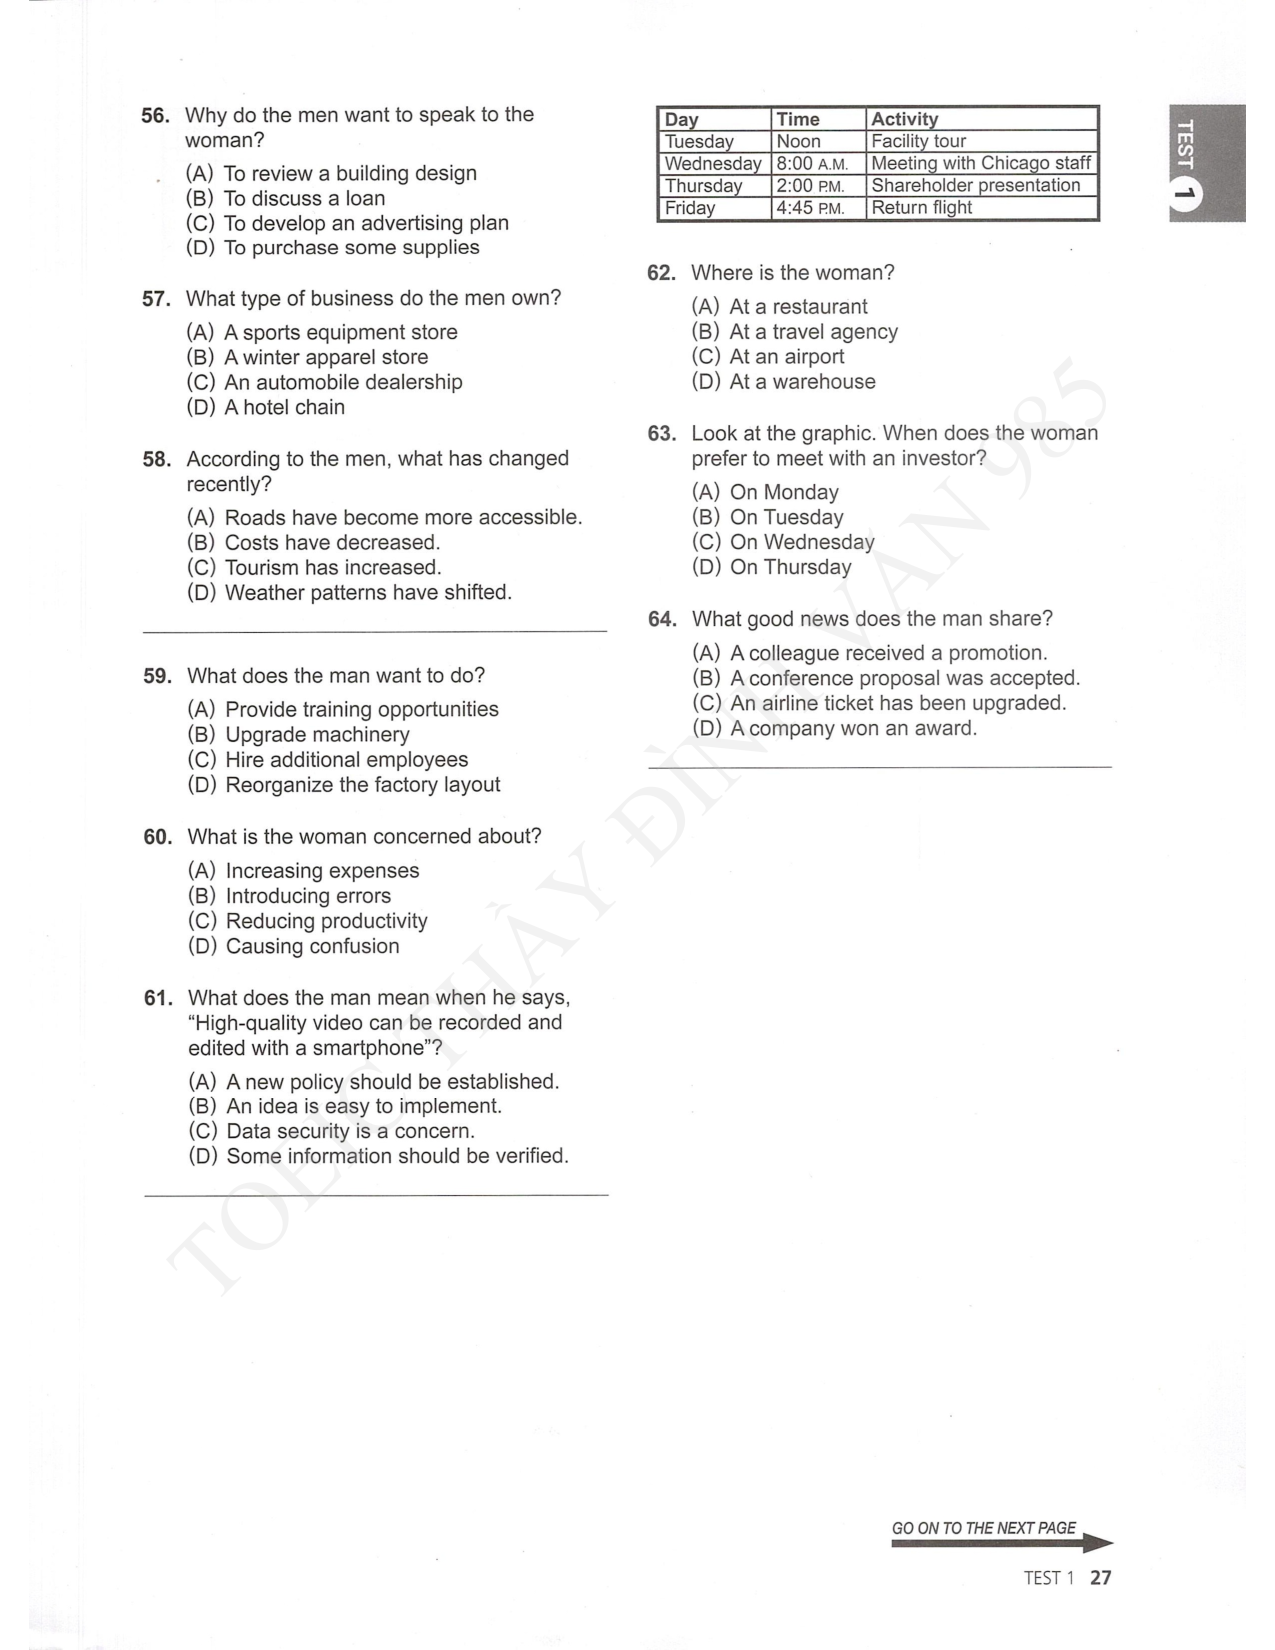 56. Why do the men want to speak to the
woman?
(A) To review a building design
(B) To discuss a loan
(C) To develop an advertising plan
(D) To purchase some supplies
57. What type of business do the men own?
(A) A sports equipment store
(B) A winter apparel store
(C) An automobile dealership
(D) A hotel chain
58. According to the men, what has changed
recently?
(A) Roads have become more accessible.
(B) Costs have decreased.
(C) Tourism has increased.
(D) Weather patterns have shifted.
59. What does the man want to do?
(A) Provide training opportunities
(B) Upgrade machinery
(C) Hire additional employees
(D) Reorganize the factory layout
60. What is the woman concerned about?
(A) Increasing expenses
(B) Introducing errors
(C) Reducing productivity
(D) Causing confusion
61. What does the man mean when he says,
“High-quality video can be recorded and
edited with a smartphone”?
(A) A new policy should be established.
(B) An idea is easy to implement.
(C) Data security is a concern.
(D) Some information should be verified.
Day Time Activity
Tuesday Noon Facility tour
Wednesday 8:00 A.M. Meeting with Chicago staff
Thursday 2:00 P.M. Shareholder presentation
Friday 4:45 P.M. Return flight
62. Where is the woman?
(A) At a restaurant
(B) At a travel agency
(C) At an airport
(D) At a warehouse
63. Look at the graphic. When does the woman
prefer to meet with an investor?
(A) On Monday
(B) On Tuesday
(C) On Wednesday
(D) On Thursday
64. What good news does the man share?
(A) A colleague received a promotion.
(B) A conference proposal was accepted.
(C) An airline ticket has been upgraded.
(D) A company won an award.
TEST 1
TOEIC THẦY ĐÌNH VĂN 985
GO ON TO THE NEXT PAGE
TEST 1 27